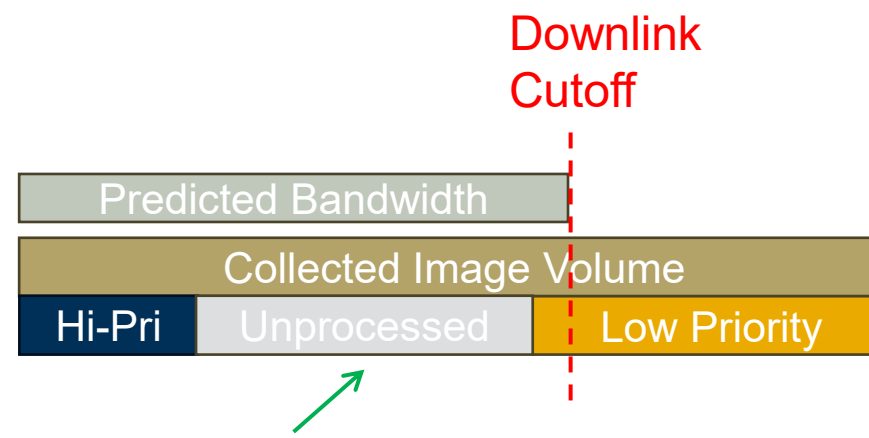 Downlink
Cutoff
Predicted Bandwidth
Collected Image Volume
Hi-Pri
Unprocessed
Low Priority